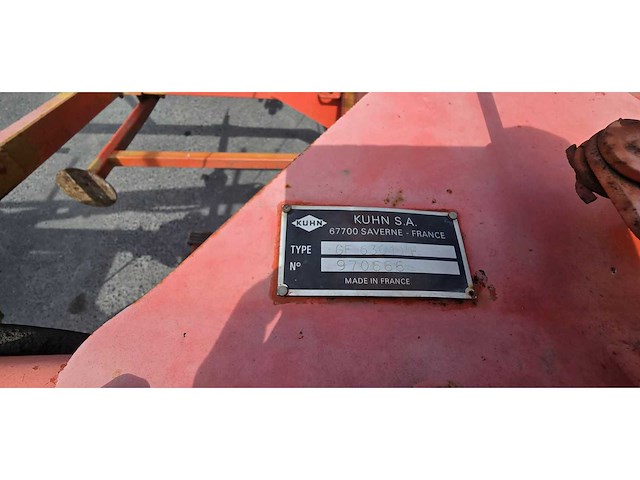 KUHN
KUHN S.A.
67700 SAVERNE - FRANCE
TYPE
N°
MADE IN FRANCE